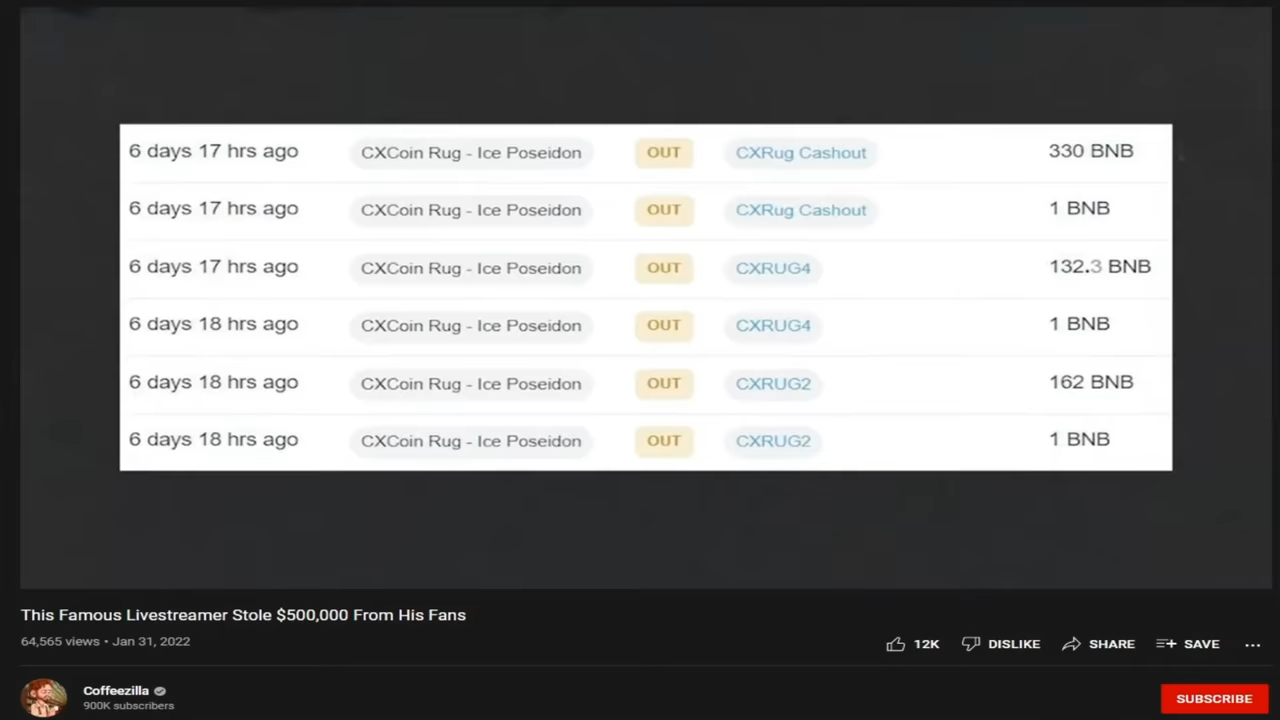 6 days 17 hrs ago CXCoin Rug - Ice Poseidon OUT CXRug Cashout 330 BNB
6 days 17 hrs ago CXCoin Rug - Ice Poseidon OUT CXRug Cashout 1 BNB
6 days 17 hrs ago CXCoin Rug - Ice Poseidon OUT CXRUG4 132.3 BNB
6 days 18 hrs ago CXCoin Rug - Ice Poseidon OUT CXRUG4 1 BNB
6 days 18 hrs ago CXCoin Rug - Ice Poseidon OUT CXRUG2 162 BNB
6 days 18 hrs ago CXCoin Rug - Ice Poseidon OUT CXRUG2 1 BNB
This Famous Livestreamer Stole $500,000 From His Fans
64,565 views • Jan 31, 2022
12K DISLIKE SHARE SAVE ...
Coffeezilla
900K subscribers
SUBSCRIBE